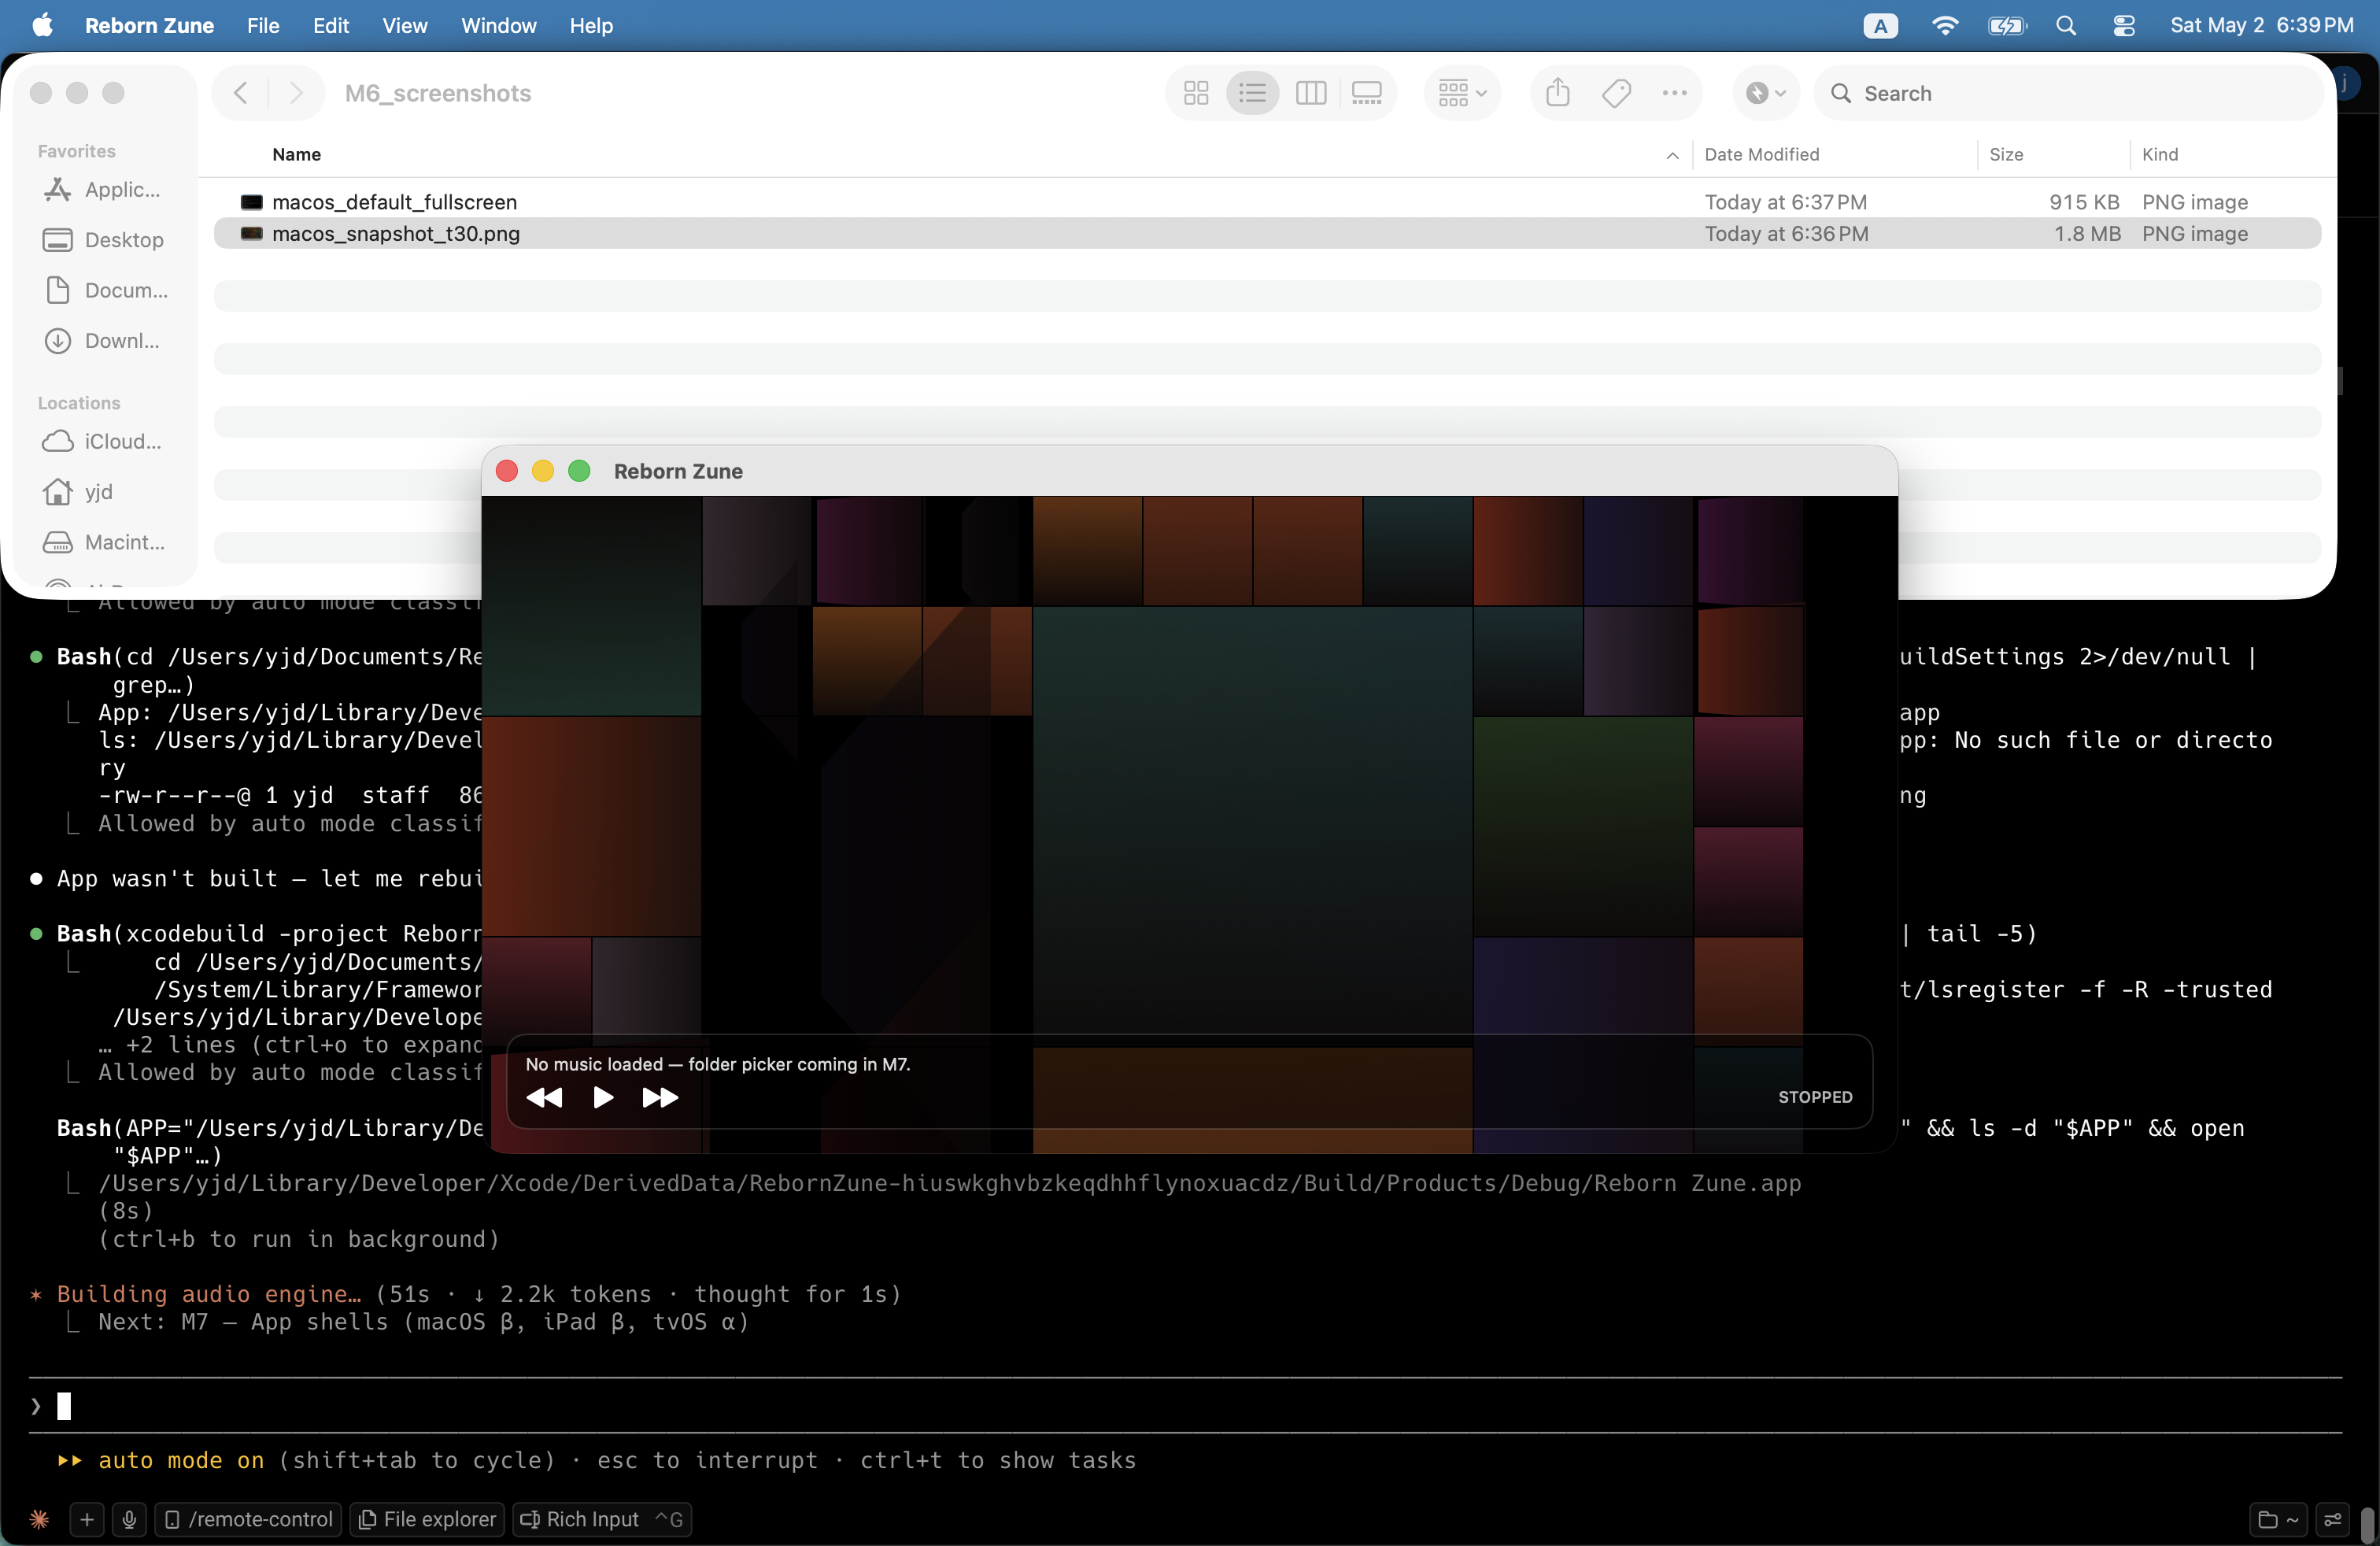 Reborn Zune File Edit View Window Help A Sat May 2 6:39 PM
M6_screenshots Search j
Favorites
Applic...
Desktop
Docum...
Downl...
Locations
iCloud...
yjd
Macint...
Name Date Modified Size Kind
macos_default_fullscreen Today at 6:37 PM 915 KB PNG image
macos_snapshot_t30.png Today at 6:36 PM 1.8 MB PNG image
Reborn Zune
No music loaded — folder picker coming in M7.
STOPPED
⎿ Allowed by auto mode classif
● Bash(cd /Users/yjd/Documents/Re uildSettings 2>/dev/null |
grep…)
⎿ App: /Users/yjd/Library/Deve app
ls: /Users/yjd/Library/Devel pp: No such file or directo
ry
-rw-r--r--@ 1 yjd staff 86 ng
⎿ Allowed by auto mode classif
● App wasn't built — let me rebui
● Bash(xcodebuild -project Reborn | tail -5)
⎿ cd /Users/yjd/Documents/
/System/Library/Framewor t/lsregister -f -R -trusted
/Users/yjd/Library/Develope
… +2 lines (ctrl+o to expand
⎿ Allowed by auto mode classif
Bash(APP="/Users/yjd/Library/De " && ls -d "$APP" && open
"$APP"…)
⎿ /Users/yjd/Library/Developer/Xcode/DerivedData/RebornZune-hiuswkghvbzkeqdhhflynoxuacdz/Build/Products/Debug/Reborn Zune.app
(8s)
(ctrl+b to run in background)
✶ Building audio engine… (51s · ↓ 2.2k tokens · thought for 1s)
⎿ Next: M7 — App shells (macOS β, iPad β, tvOS α)
❯
⏵⏵ auto mode on (shift+tab to cycle) · esc to interrupt · ctrl+t to show tasks
+ /remote-control File explorer Rich Input ^G ~